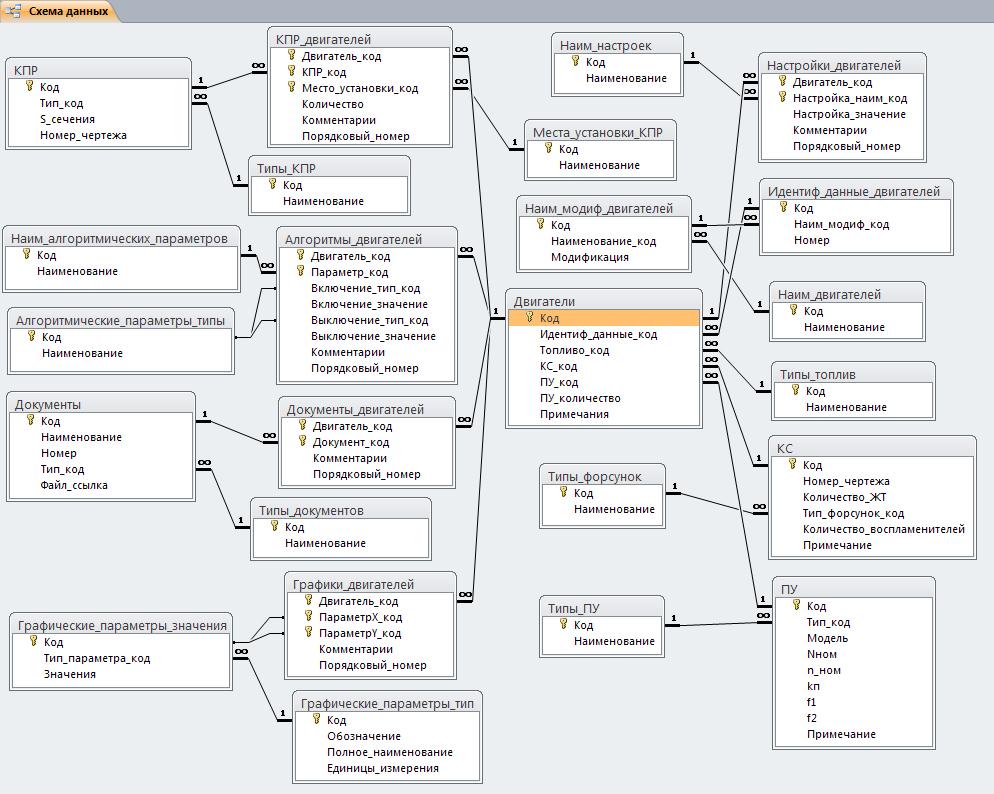 Схема данных
КПР
Код
Тип_код
S_сечения
Номер_чертежа
КПР_двигателей
Двигатель_код
КПР_код
Место_установки_код
Количество
Комментарии
Порядковый_номер
Типы_КПР
Код
Наименование
Наим_настроек
Код
Наименование
Настройки_двигателей
Двигатель_код
Настройка_наим_код
Настройка_значение
Комментарии
Порядковый_номер
Места_установки_КПР
Код
Наименование
Наим_модиф_двигателей
Код
Наименование_код
Модификация
Идентиф_данные_двигателей
Код
Наим_модиф_код
Номер
Наим_алгоритмических_параметров
Код
Наименование
Алгоритмы_двигателей
Двигатель_код
Параметр_код
Включение_тип_код
Включение_значение
Выключение_тип_код
Выключение_значение
Комментарии
Порядковый_номер
Алгоритмические_параметры_типы
Код
Наименование
Двигатели
Код
Идентиф_данные_код
Топливо_код
КС_код
ПУ_код
ПУ_количество
Примечания
Наим_двигателей
Код
Наименование
Типы_топлив
Код
Наименование
Документы
Код
Наименование
Номер
Тип_код
Файл_ссылка
Документы_двигателей
Двигатель_код
Документ_код
Комментарии
Порядковый_номер
Типы_документов
Код
Наименование
Типы_форсунок
Код
Наименование
КС
Код
Номер_чертежа
Количество_ЖТ
Тип_форсунок_код
Количество_воспламенителей
Примечание
Графики_двигателей
Двигатель_код
ПараметрX_код
ПараметрY_код
Комментарии
Порядковый_номер
Графические_параметры_значения
Код
Тип_параметра_код
Значения
Графические_параметры_тип
Код
Обозначение
Полное_наименование
Единицы_измерения
Типы_ПУ
Код
Наименование
ПУ
Код
Тип_код
Модель
Nном
n_ном
kп
f1
f2
Примечание
1
∞
∞
1
∞
∞
1
1
∞
∞
1
∞
1
∞
∞
1
1
∞
∞
1
1
∞
∞
∞
∞
1
1
1
1
∞
∞
1
∞
1
∞
∞
1
1
∞
1
∞